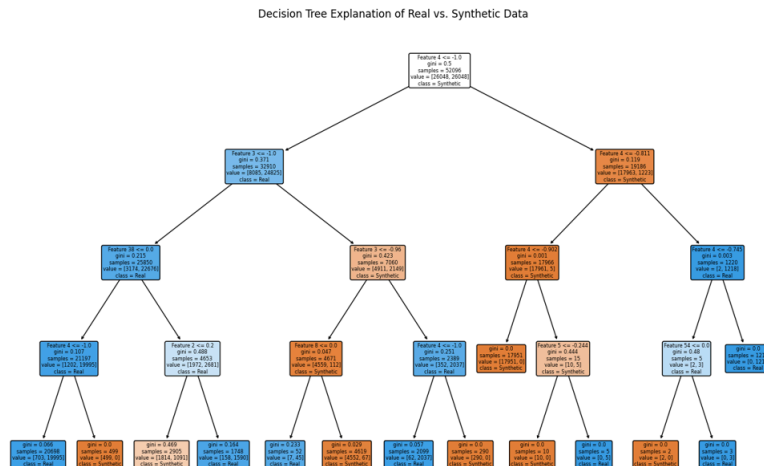 Decision Tree Explanation of Real vs. Synthetic Data
Feature 4 <= -1.0
gini = 0.5
samples = 52096
value = [26048, 26048]
class = Synthetic
Feature 3 <= -1.0
gini = 0.371
samples = 32910
value = [8085, 24825]
class = Real
Feature 4 <= -0.811
gini = 0.119
samples = 19186
value = [17963, 1223]
class = Synthetic
Feature 38 <= 0.0
gini = 0.215
samples = 25850
value = [3174, 22676]
class = Real
Feature 3 <= -0.96
gini = 0.423
samples = 7060
value = [4911, 2149]
class = Synthetic
Feature 4 <= -0.902
gini = 0.001
samples = 17966
value = [17961, 5]
class = Synthetic
Feature 4 <= -0.745
gini = 0.003
samples = 1220
value = [2, 1218]
class = Real
Feature 4 <= -1.0
gini = 0.107
samples = 21197
value = [1202, 19995]
class = Real
Feature 2 <= 0.2
gini = 0.488
samples = 4653
value = [1972, 2681]
class = Real
Feature 8 <= 0.0
gini = 0.047
samples = 4671
value = [4559, 112]
class = Synthetic
Feature 4 <= -1.0
gini = 0.251
samples = 2389
value = [352, 2037]
class = Real
gini = 0.0
samples = 17951
value = [17951, 0]
class = Synthetic
Feature 5 <= -0.244
gini = 0.444
samples = 15
value = [10, 5]
class = Synthetic
Feature 54 <= 0.0
gini = 0.48
samples = 5
value = [2, 3]
class = Real
gini = 0.0
class = Real
gini = 0.066
samples = 20698
value = [703, 19995]
class = Real
gini = 0.0
samples = 499
value = [499, 0]
class = Synthetic
gini = 0.469
samples = 2905
value = [1814, 1091]
class = Synthetic
gini = 0.164
samples = 1748
value = [158, 1590]
class = Real
gini = 0.233
samples = 52
value = [7, 45]
class = Real
gini = 0.029
samples = 4619
value = [4552, 67]
class = Synthetic
gini = 0.057
samples = 2099
value = [62, 2037]
class = Real
gini = 0.0
samples = 290
value = [290, 0]
class = Synthetic
gini = 0.0
samples = 10
value = [10, 0]
class = Synthetic
gini = 0.0
samples = 5
value = [0, 5]
class = Real
gini = 0.0
samples = 2
value = [2, 0]
class = Synthetic
gini = 0.0
samples = 3
value = [0, 3]
class = Real